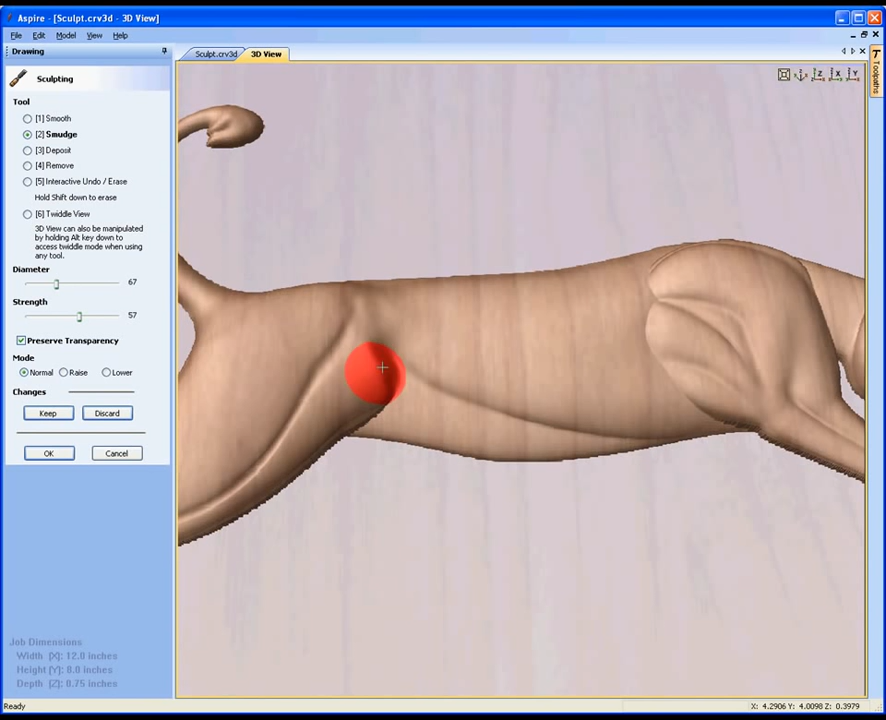 Aspire - [Sculpt.crv3d - 3D View]
File Edit Model View Help
Drawing
Sculpt.crv3d 3D View
Toolpaths
Sculpting
Tool
[1] Smooth
[2] Smudge
[3] Deposit
[4] Remove
[5] Interactive Undo / Erase
Hold Shift down to erase
[6] Twiddle View
3D View can also be manipulated
by holding Alt key down to
access twiddle mode when using
any tool.
Diameter
67
Strength
57
Preserve Transparency
Mode
Normal Raise Lower
Changes
Keep Discard
OK Cancel
Job Dimensions
Width [X]: 12.0 inches
Height [Y]: 8.0 inches
Depth [Z]: 0.75 inches
Ready
X: 4.2906 Y: 4.0098 Z: 0.3979